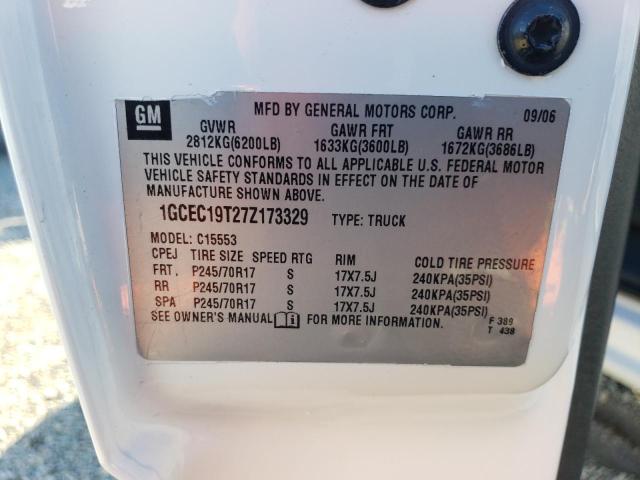 GM
MFD BY GENERAL MOTORS CORP. 09/06
GVWR GAWR FRT GAWR RR
2812KG(6200LB) 1633KG(3600LB) 1672KG(3686LB)
THIS VEHICLE CONFORMS TO ALL APPLICABLE U.S. FEDERAL MOTOR
VEHICLE SAFETY STANDARDS IN EFFECT ON THE DATE OF
MANUFACTURE SHOWN ABOVE.
1GCEC19T27Z173329 TYPE: TRUCK
MODEL: C15553
CPEJ TIRE SIZE SPEED RTG RIM COLD TIRE PRESSURE
FRT. P245/70R17 S 17X7.5J 240KPA(35PSI)
RR P245/70R17 S 17X7.5J 240KPA(35PSI)
SPA P245/70R17 S 17X7.5J 240KPA(35PSI)
SEE OWNER'S MANUAL i FOR MORE INFORMATION. F 389
T 438